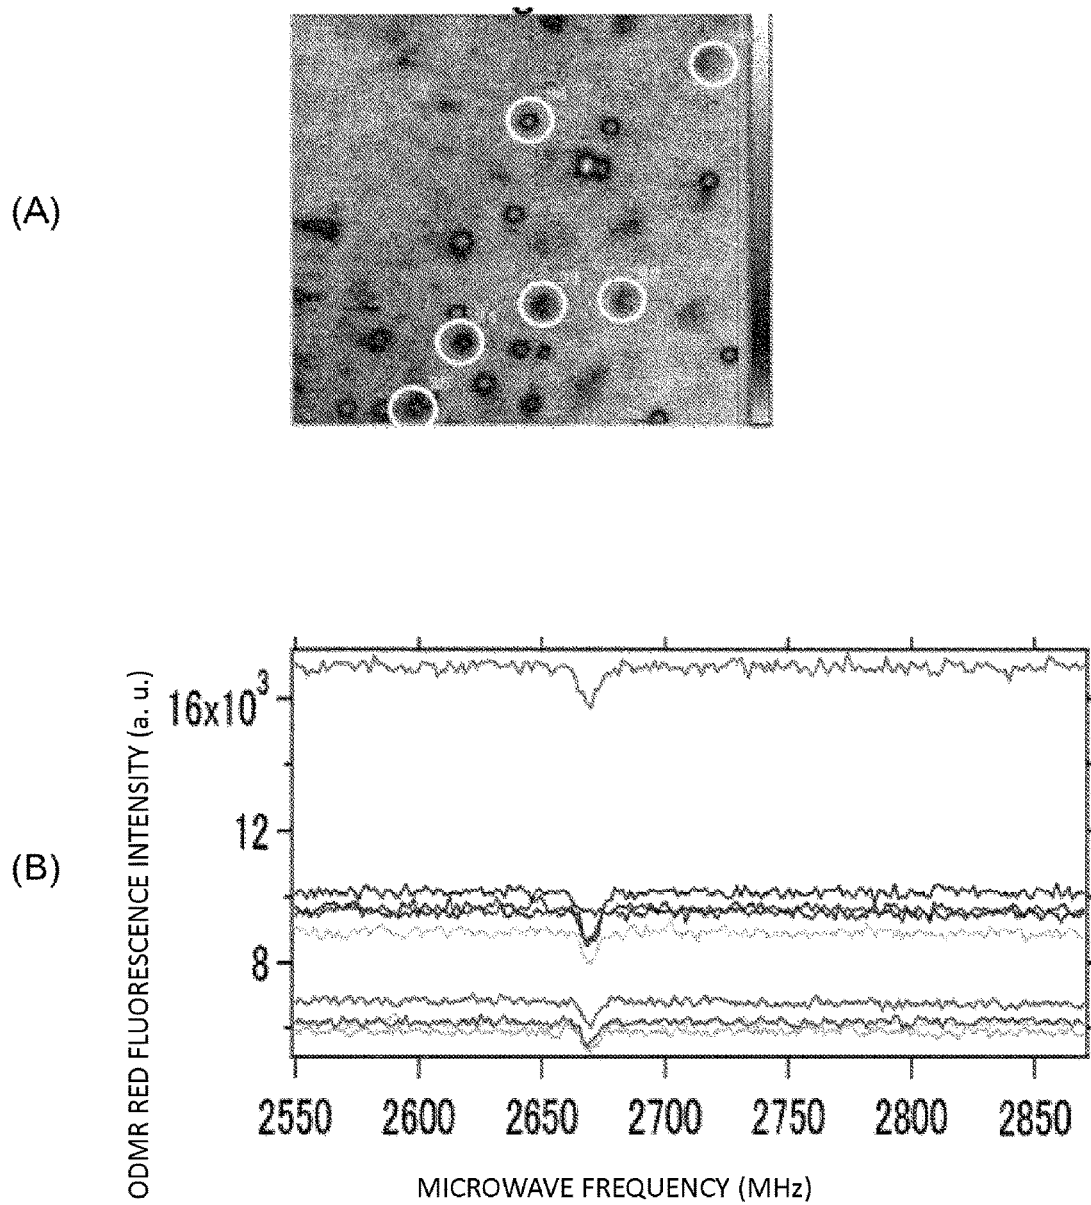 (A)
(B)
ODMR RED FLUORESCENCE INTENSITY (a. u.)
16x10³
12
8
2550 2600 2650 2700 2750 2800 2850
MICROWAVE FREQUENCY (MHz)